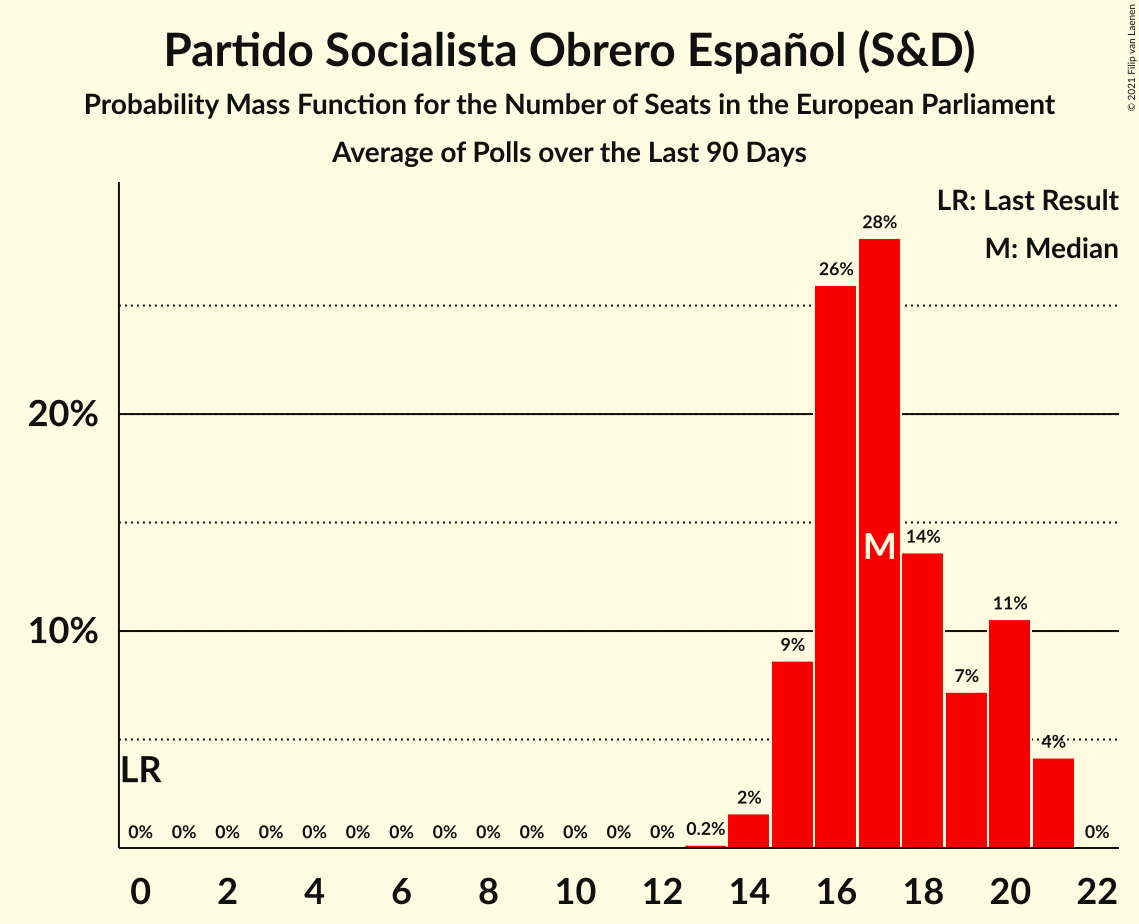 Partido Socialista Obrero Español (S&D)
Probability Mass Function for the Number of Seats in the European Parliament
Average of Polls over the Last 90 Days
© 2021 Filip van Laenen
LR: Last Result
M: Median
28%
26%
20%
M
14%
11%
10%
9%
7%
4%
LR
2%
0% 0% 0% 0% 0% 0% 0% 0% 0% 0% 0% 0% 0% 0.2% 0%
0 2 4 6 8 10 12 14 16 18 20 22